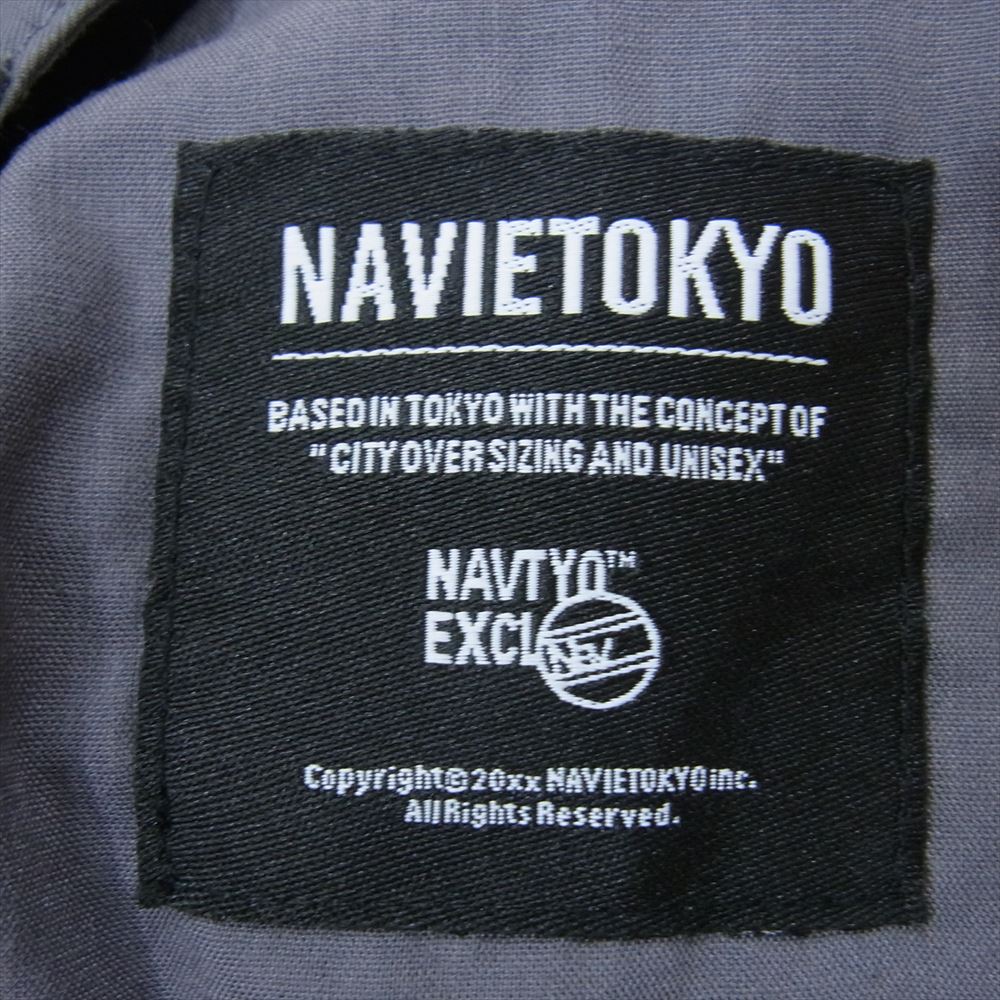 NAVIETOKYO
BASED IN TOKYO WITH THE CONCEPT OF
"CITY OVER SIZING AND UNISEX"
NAVTYO™
EXCL
NEW
Copyright©20xx NAVIETOKYO inc.
All Rights Reserved.